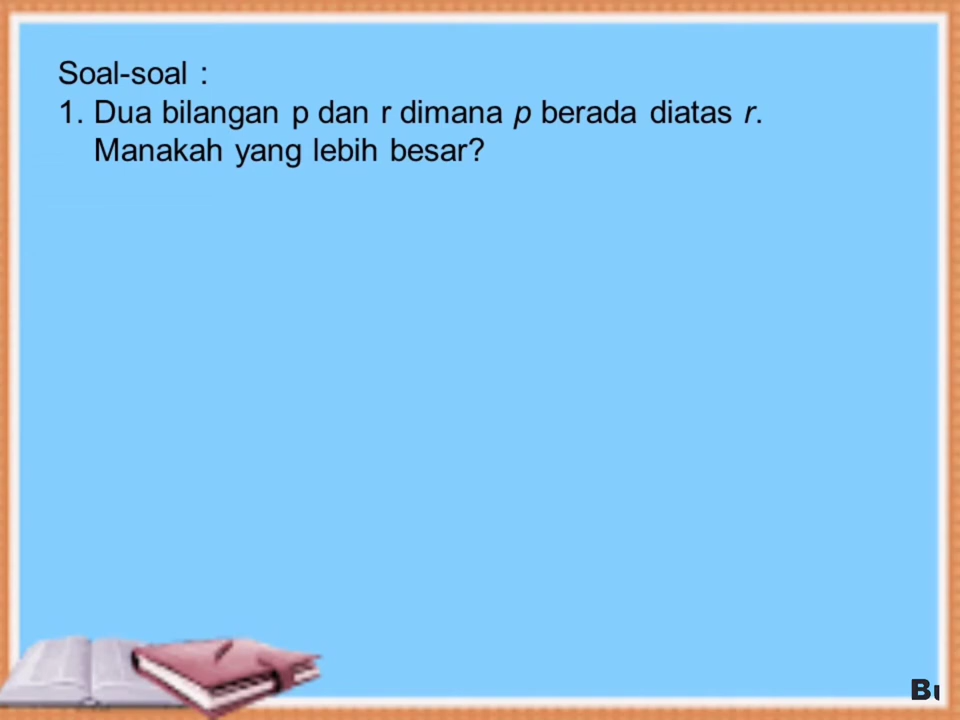 Soal-soal :
1. Dua bilangan p dan r dimana p berada diatas r.
Manakah yang lebih besar?